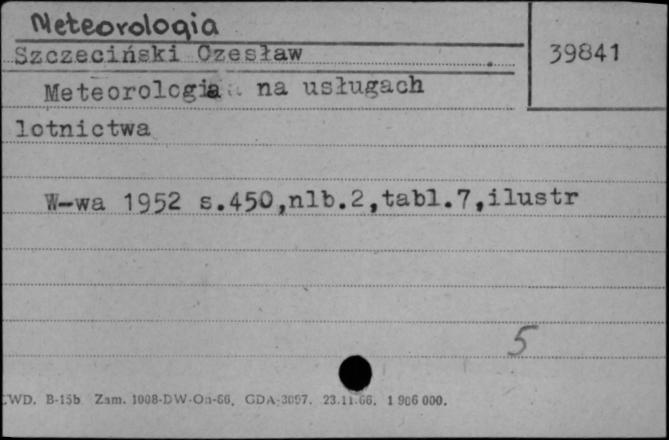 Meteorologia
Szczeciński Czesław
39841
Meteorologia na usługach
lotnictwa
W-wa 1952 s.450,nlb.2,tabl.7,ilustr
5
WD. B-15b Zam. 1008-DW-On-66. GDA-3097. 23.11.66. 1 906 000.